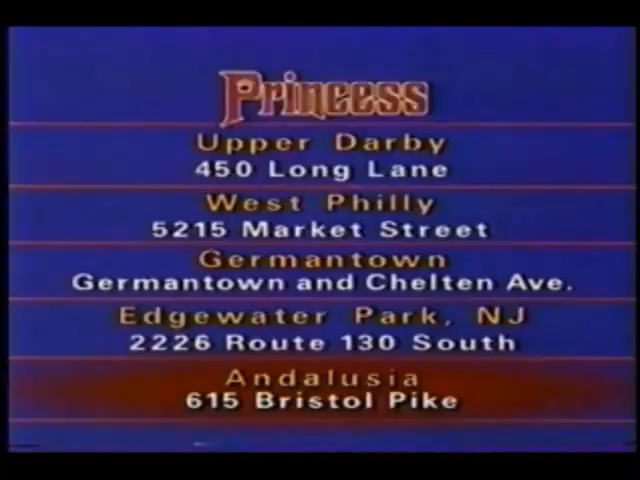 Princess
Upper Darby
450 Long Lane
West Philly
5215 Market Street
Germantown
Germantown and Chelten Ave.
Edgewater Park, NJ
2226 Route 130 South
Andalusia
615 Bristol Pike